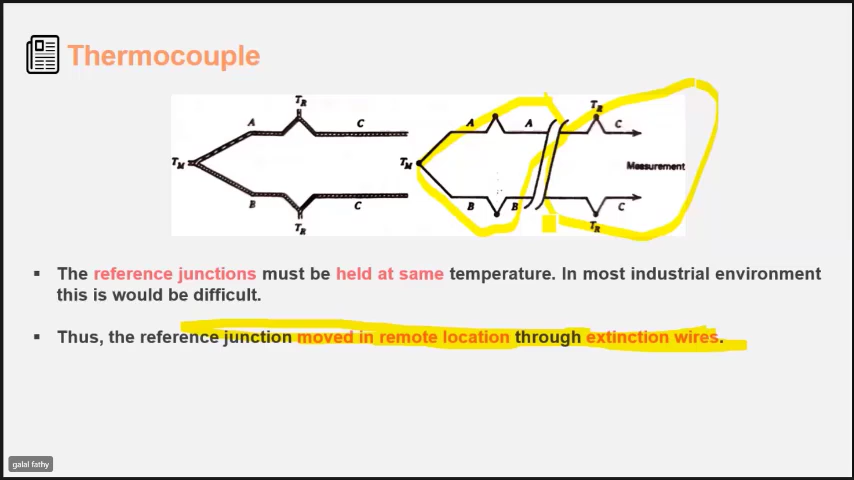 Thermocouple
T_R
A
C
T_M
B
C
T_R
T_R
A
A
C
T_M
Measurement
B
B
C
T_R
▪ The reference junctions must be held at same temperature. In most industrial environment
this is would be difficult.
▪ Thus, the reference junction moved in remote location through extinction wires.
galal fathy